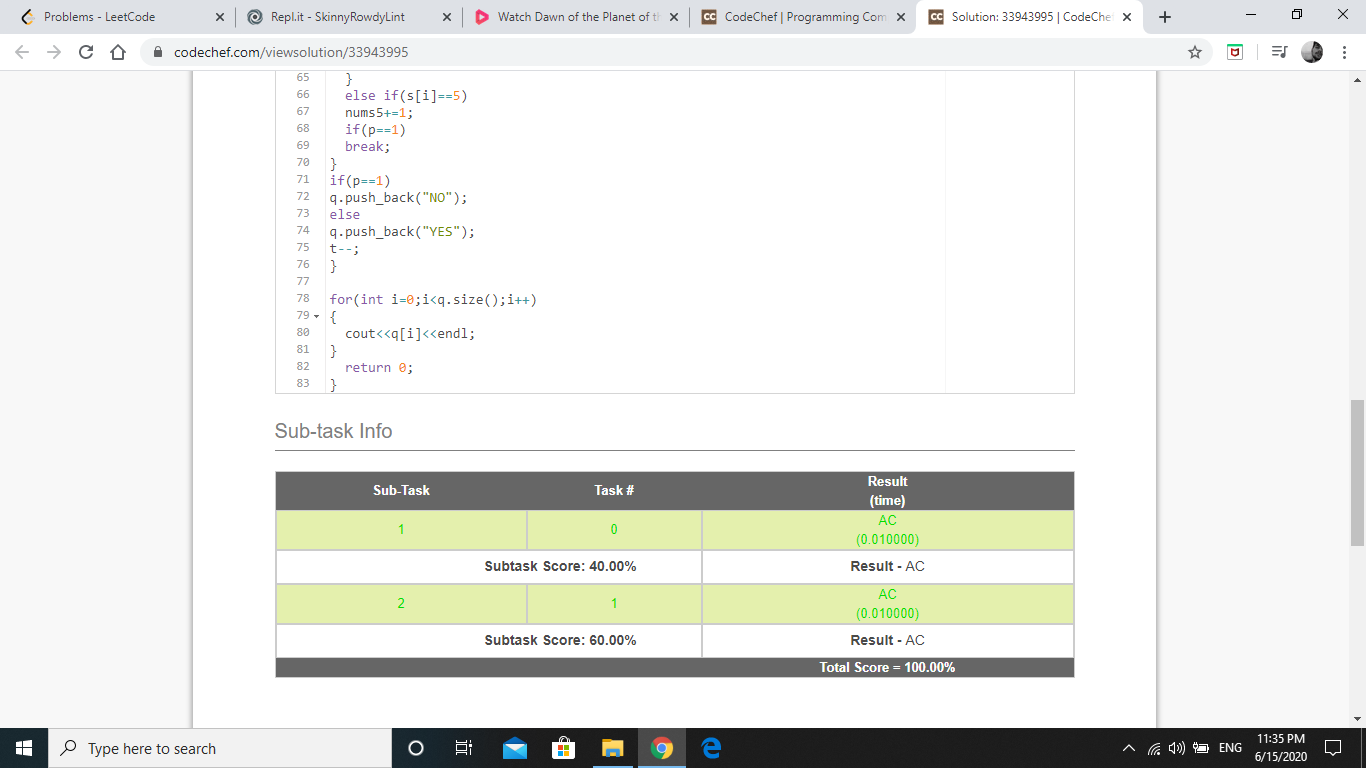 Problems - LeetCode
Repl.it - SkinnyRowdyLint
Watch Dawn of the Planet of t
CodeChef | Programming Com
Solution: 33943995 | CodeChe
codechef.com/viewsolution/33943995
65 }
66 else if(s[i]==5)
67 nums5+=1;
68 if(p==1)
69 break;
70 }
71 if(p==1)
72 q.push_back("NO");
73 else
74 q.push_back("YES");
75 t--;
76 }
77
78 for(int i=0;i<q.size();i++)
79 {
80 cout<<q[i]<<endl;
81 }
82 return 0;
83 }
Sub-task Info
Sub-Task Task # Result
(time)
1 0 AC
(0.010000)
Subtask Score: 40.00% Result - AC
2 1 AC
(0.010000)
Subtask Score: 60.00% Result - AC
Total Score = 100.00%
Type here to search
ENG
11:35 PM
6/15/2020